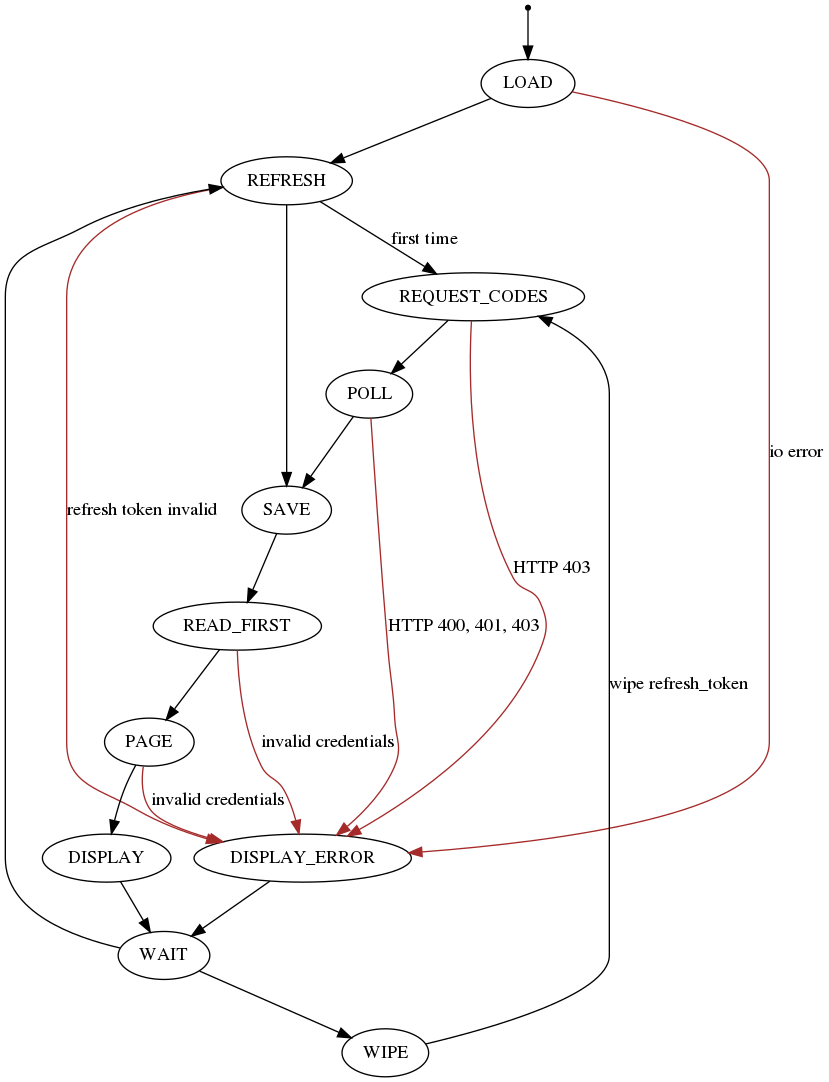 LOAD
REFRESH
first time
REQUEST_CODES
POLL
io error
refresh token invalid
SAVE
HTTP 403
READ_FIRST
HTTP 400, 401, 403
wipe refresh_token
PAGE
invalid credentials
invalid credentials
DISPLAY
DISPLAY_ERROR
WAIT
WIPE